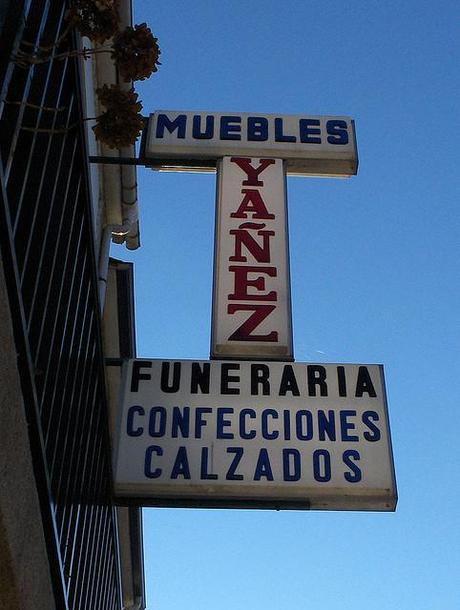 MUEBLES
YAÑEZ
FUNERARIA
CONFECCIONES
CALZADOS